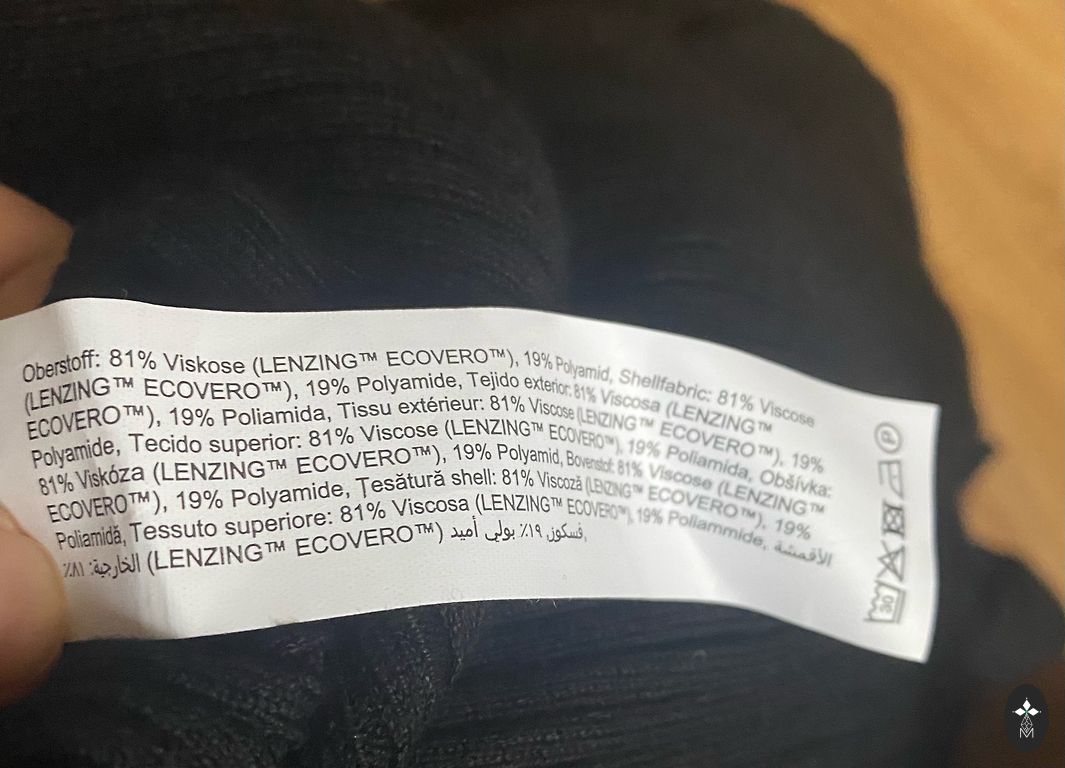 Oberstoff: 81% Viskose (LENZING™ ECOVERO™), 19% Polyamid, Shellfabric: 81% Viscose
(LENZING™ ECOVERO™), 19% Polyamide, Tejido exterior: 81% Viscosa (LENZING™
ECOVERO™), 19% Poliamida, Tissu extérieur: 81% Viscose (LENZING™ ECOVERO™), 19%
Polyamide, Tecido superior: 81% Viscose (LENZING™ ECOVERO™), 19% Poliamida, Obšívka:
81% Viskóza (LENZING™ ECOVERO™), 19% Polyamid, Bovenstof: 81% Viscose (LENZING™
ECOVERO™), 19% Polyamide, Țesătură shell: 81% Viscoză (LENZING™ ECOVERO™), 19%
Poliamidă, Tessuto superiore: 81% Viscosa (LENZING™ ECOVERO™), 19% Poliammide, الاقمشة
الخارجية: ٨١٪ (LENZING™ ECOVERO™) فسكوز, ١٩٪ بولي أميد
30
P
M